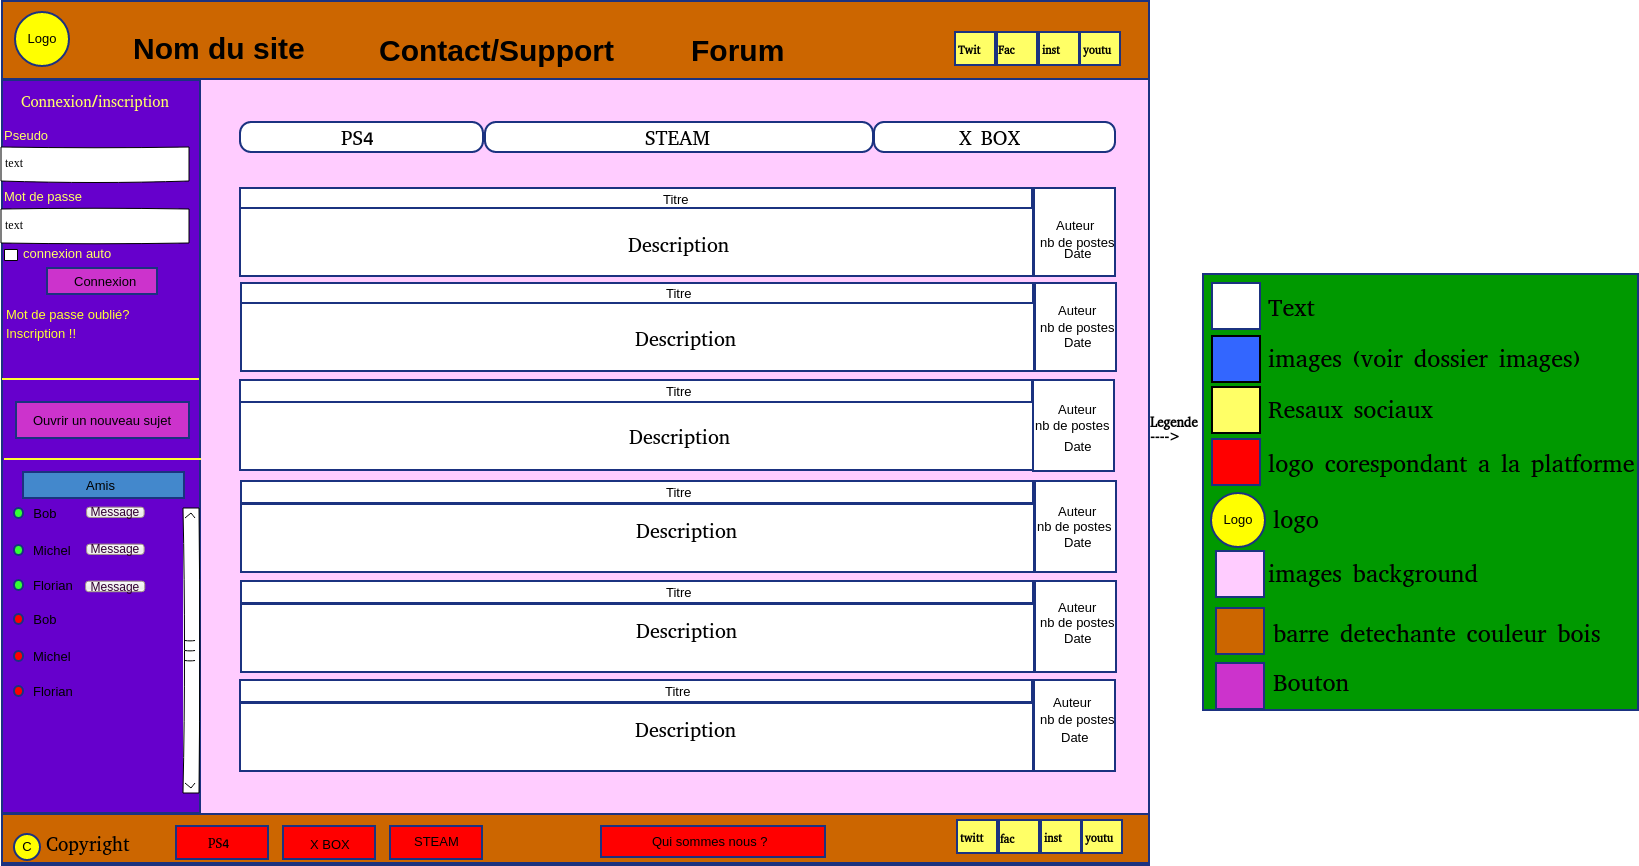 Logo
Nom du site
Contact/Support
Forum
Twit
Fac
inst
youtu
Connexion/inscription
Pseudo
text
Mot de passe
text
connexion auto
Connexion
Mot de passe oublié?
Inscription !!
Ouvrir un nouveau sujet
Amis
Bob
Message
Michel
Message
Florian
Message
Bob
Michel
Florian
PS4
STEAM
X BOX
Titre
Description
Auteur
nb de postes
Date
Titre
Description
Auteur
nb de postes
Date
Titre
Description
Auteur
nb de postes
Date
Titre
Description
Auteur
nb de postes
Date
Titre
Description
Auteur
nb de postes
Date
Titre
Description
Auteur
nb de postes
Date
C
Copyright
PS4
X BOX
STEAM
Qui sommes nous ?
twitt
fac
inst
youtu
Legende
---->
Text
images (voir dossier images)
Resaux sociaux
logo corespondant a la platforme
Logo
logo
images background
barre detechante couleur bois
Bouton